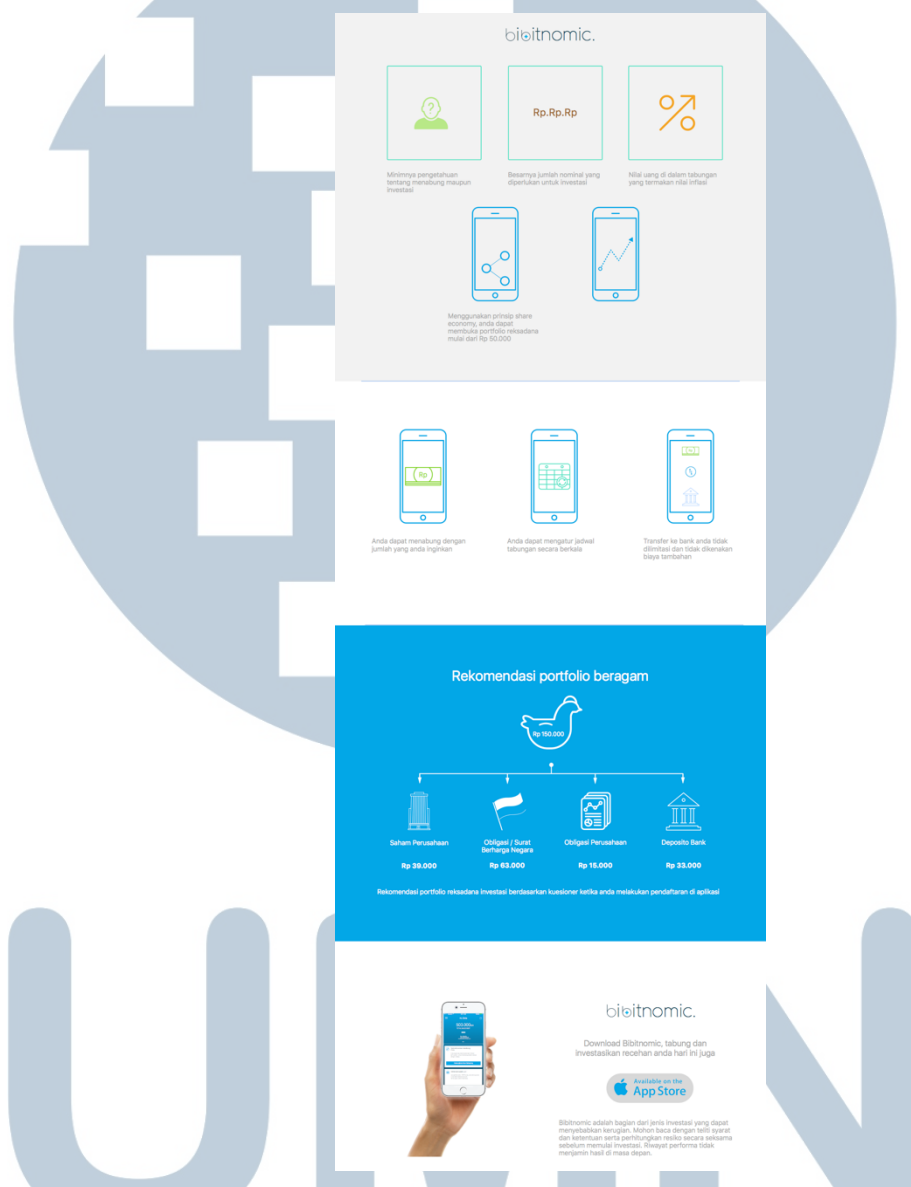 bibitnomic.
Rp.Rp.Rp
Minimnya pengetahuan
tentang menabung maupun
investasi
Besarnya jumlah nominal yang
diperlukan untuk investasi
Nilai uang di dalam tabungan
yang termakan nilai inflasi
Menggunakan prinsip share
economy, anda dapat
membuka portfolio reksadana
mulai dari Rp 50.000
Rp
Anda dapat menabung dengan
jumlah yang anda inginkan
Anda dapat mengatur jadwal
tabungan secara berkala
Transfer ke bank anda tidak
dilimitasi dan tidak dikenakan
biaya tambahan
Rekomendasi portfolio beragam
Rp 150.000
Saham Perusahaan
Rp 39.000
Obligasi / Surat
Berharga Negara
Rp 63.000
Obligasi Perusahaan
Rp 15.000
Deposito Bank
Rp 33.000
Rekomendasi portfolio reksadana investasi berdasarkan kuesioner ketika anda melakukan pendaftaran di aplikasi
bibitnomic.
Download Bibitnomic, tabung dan
investasikan recehan anda hari ini juga
Available on the
App Store
Bibitnomic adalah bagian dari jenis investasi yang dapat
menyebabkan kerugian. Mohon baca dengan teliti syarat
dan ketentuan serta perhitungkan resiko secara seksama
sebelum memulai investasi. Riwayat performa tidak
menjamin hasil di masa depan.
UMN